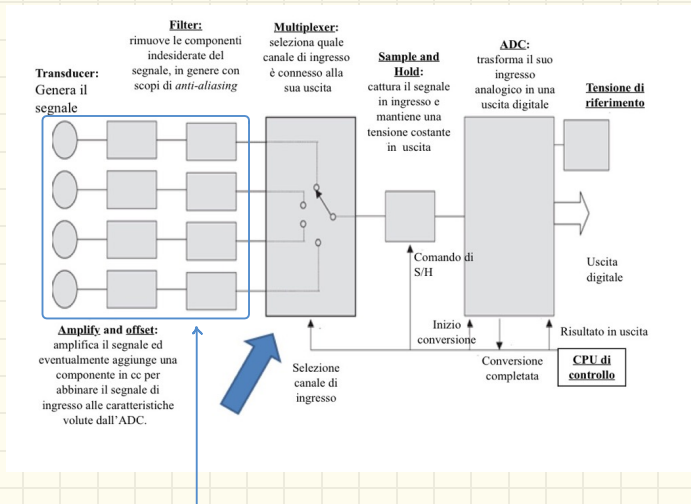 Transducer:
Genera il
segnale
Filter:
rimuove le componenti
indesiderate del
segnale, in genere con
scopi di anti-aliasing
Multiplexer:
seleziona quale
canale di ingresso
è connesso alla
sua uscita
Sample and
Hold:
cattura il segnale
in ingresso e
mantiene una
tensione costante
in uscita
ADC:
trasforma il suo
ingresso
analogico in una
uscita digitale
Tensione di
riferimento
Comando di
S/H
Uscita
digitale
Amplify and offset:
amplifica il segnale ed
eventualmente aggiunge una
componente in cc per
abbinare il segnale di
ingresso alle caratteristiche
volute dall'ADC.
Selezione
canale di
ingresso
Inizio
conversione
Conversione
completata
Risultato in uscita
CPU di
controllo